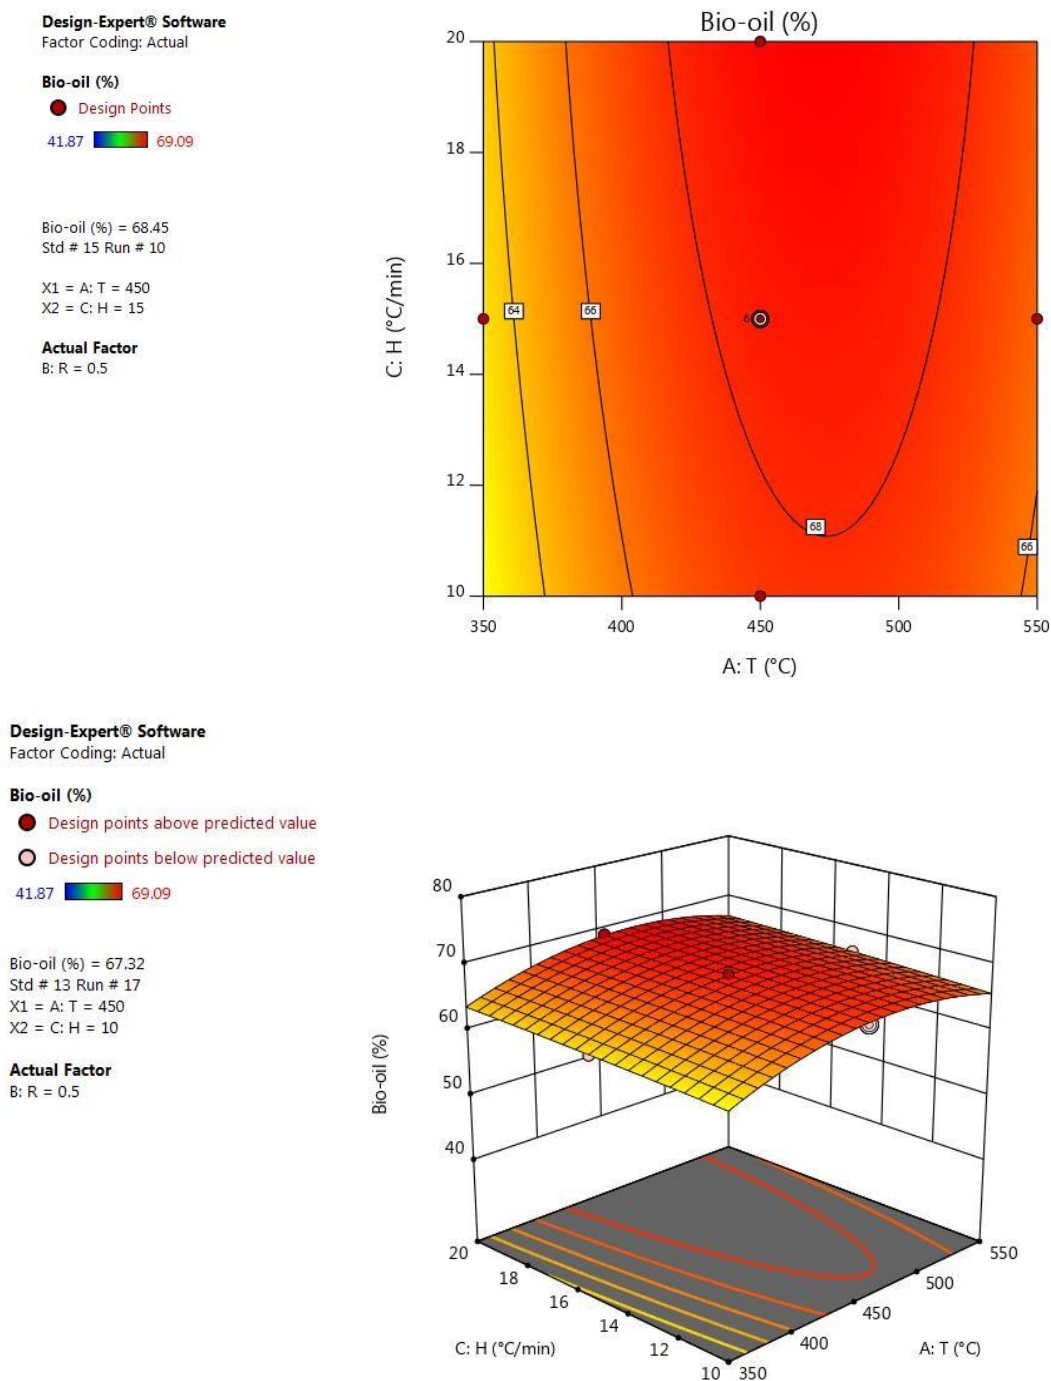 Design-Expert® Software
Factor Coding: Actual
Bio-oil (%)
Design Points
41.87 69.09
Bio-oil (%) = 68.45
Std # 15 Run # 10
X1 = A: T = 450
X2 = C: H = 15
Actual Factor
B: R = 0.5
Bio-oil (%)
C: H (°C/min)
20
18
16
14
12
10
64
66
6
68
66
350 400 450 500 550
A: T (°C)
Design-Expert® Software
Factor Coding: Actual
Bio-oil (%)
Design points above predicted value
Design points below predicted value
41.87 69.09
Bio-oil (%) = 67.32
Std # 13 Run # 17
X1 = A: T = 450
X2 = C: H = 10
Actual Factor
B: R = 0.5
Bio-oil (%)
80
70
60
50
40
20
18
16
14
12
10
C: H (°C/min)
350
400
450
500
550
A: T (°C)